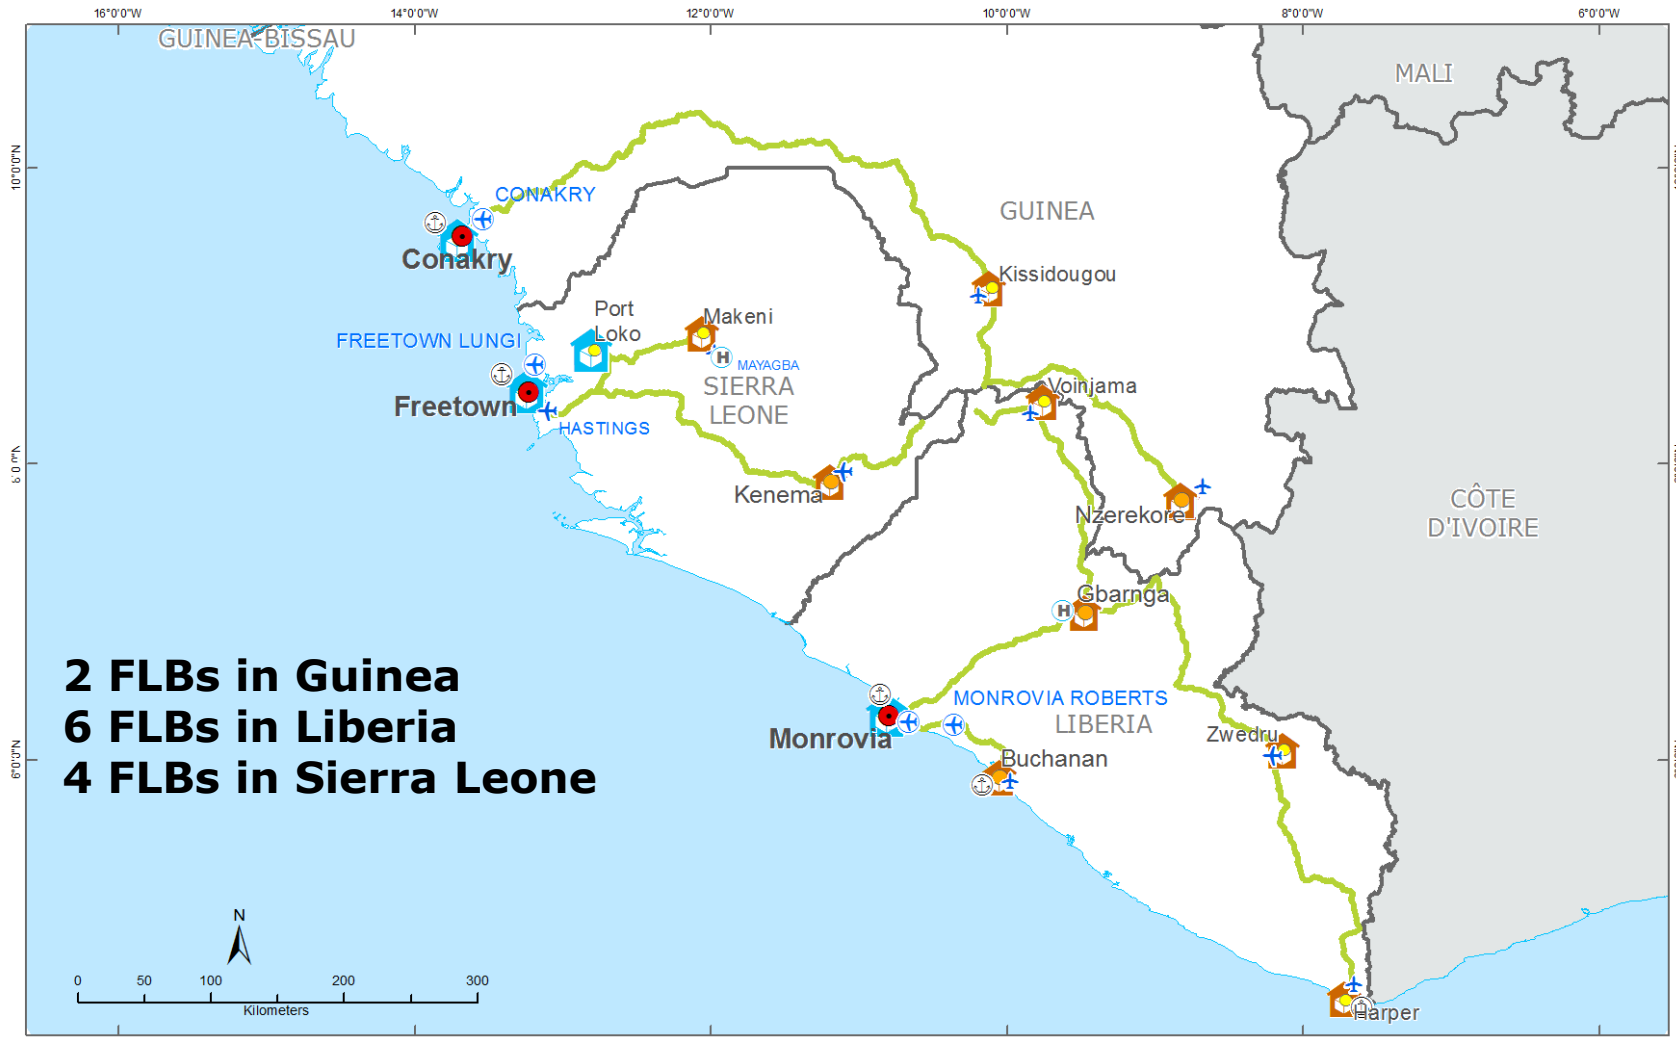 16°0'0"W
14°0'0"W
12°0'0"W
10°0'0"W
8°0'0"W
6°0'0"W
GUINEA-BISSAU
MALI
10°0'0"N
CONAKRY
GUINEA
Conakry
Kissidougou
Port
Loko
Makeni
FREETOWN LUNGI
H
MAYAGBA
SIERRA
LEONE
Voinjama
Freetown
HASTINGS
Kenema
Nzerekore
CÔTE
D'IVOIRE
Gbarnga
H
2 FLBs in Guinea
6 FLBs in Liberia
4 FLBs in Sierra Leone
MONROVIA ROBERTS
LIBERIA
Monrovia
Zwedru
Buchanan
6°0'0"N
N
0 50 100 200 300
Kilometers
Harper